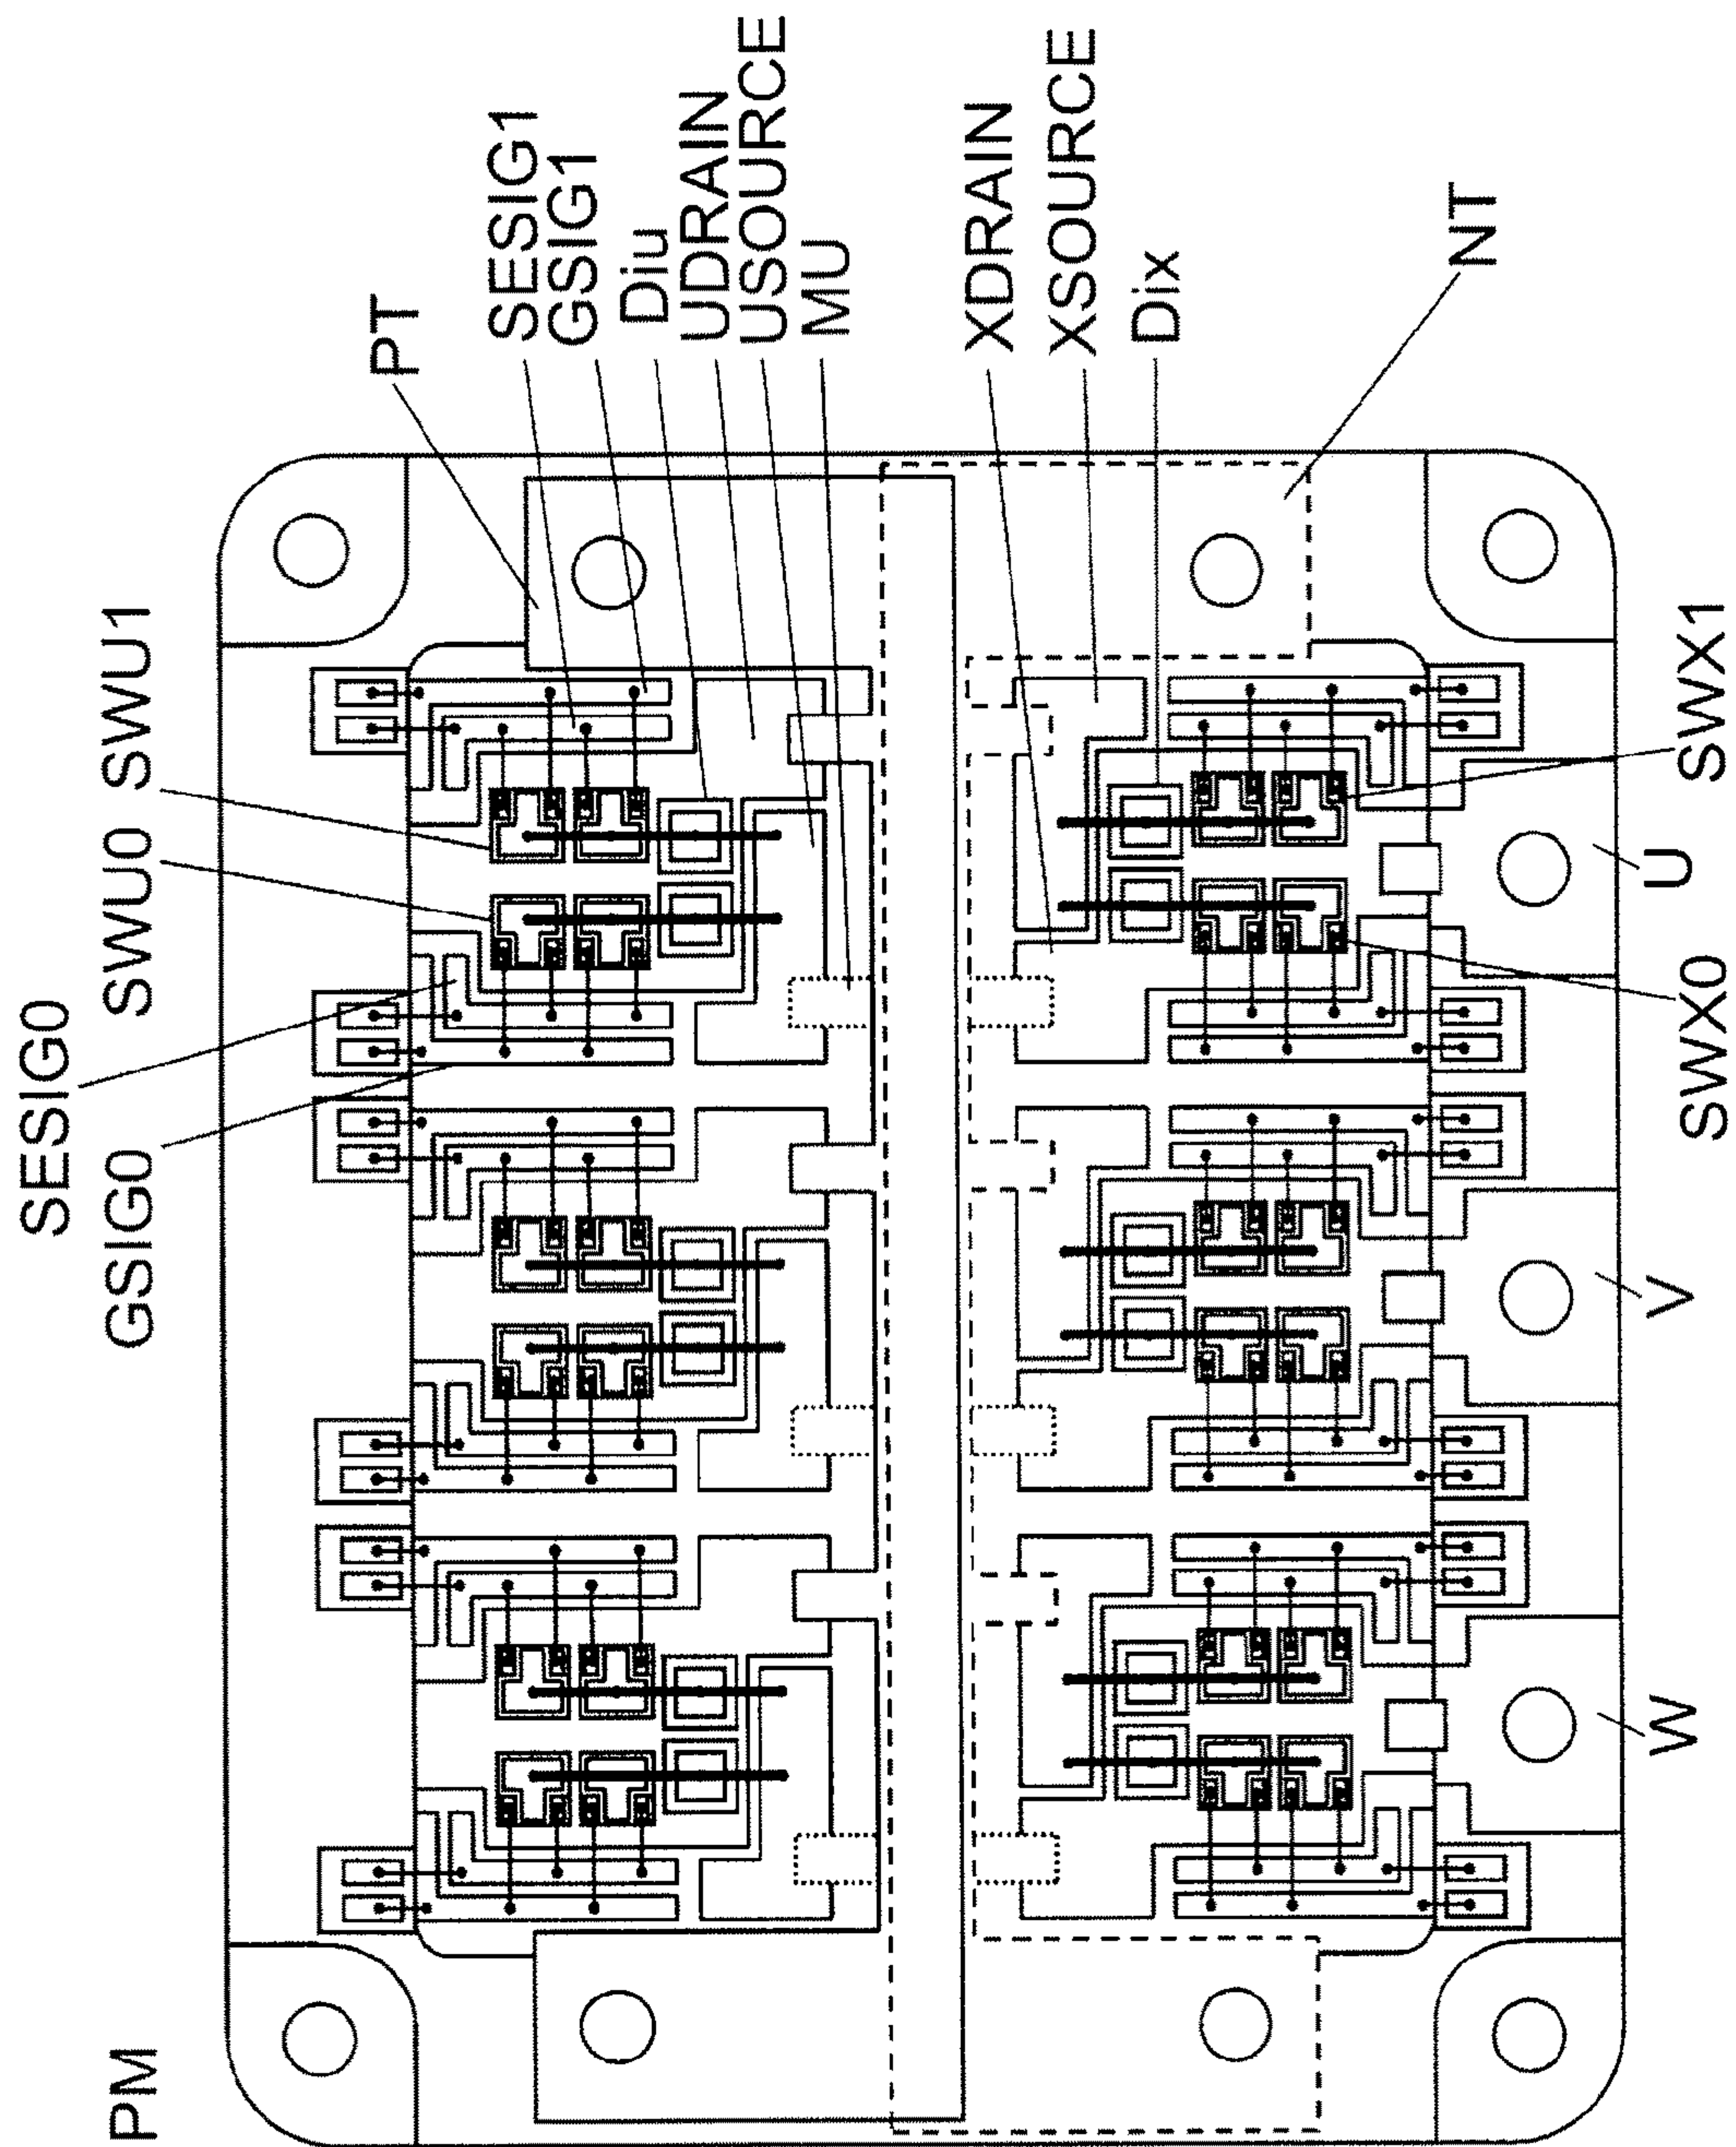 PM
SESIG0
GSIG0
SWU0
SWU1
PT
SESIG1
GSIG1
Diu
UDRAIN
USOURCE
MU
XDRAIN
XSOURCE
Dix
NT
W
V
U
SWX0
SWX1